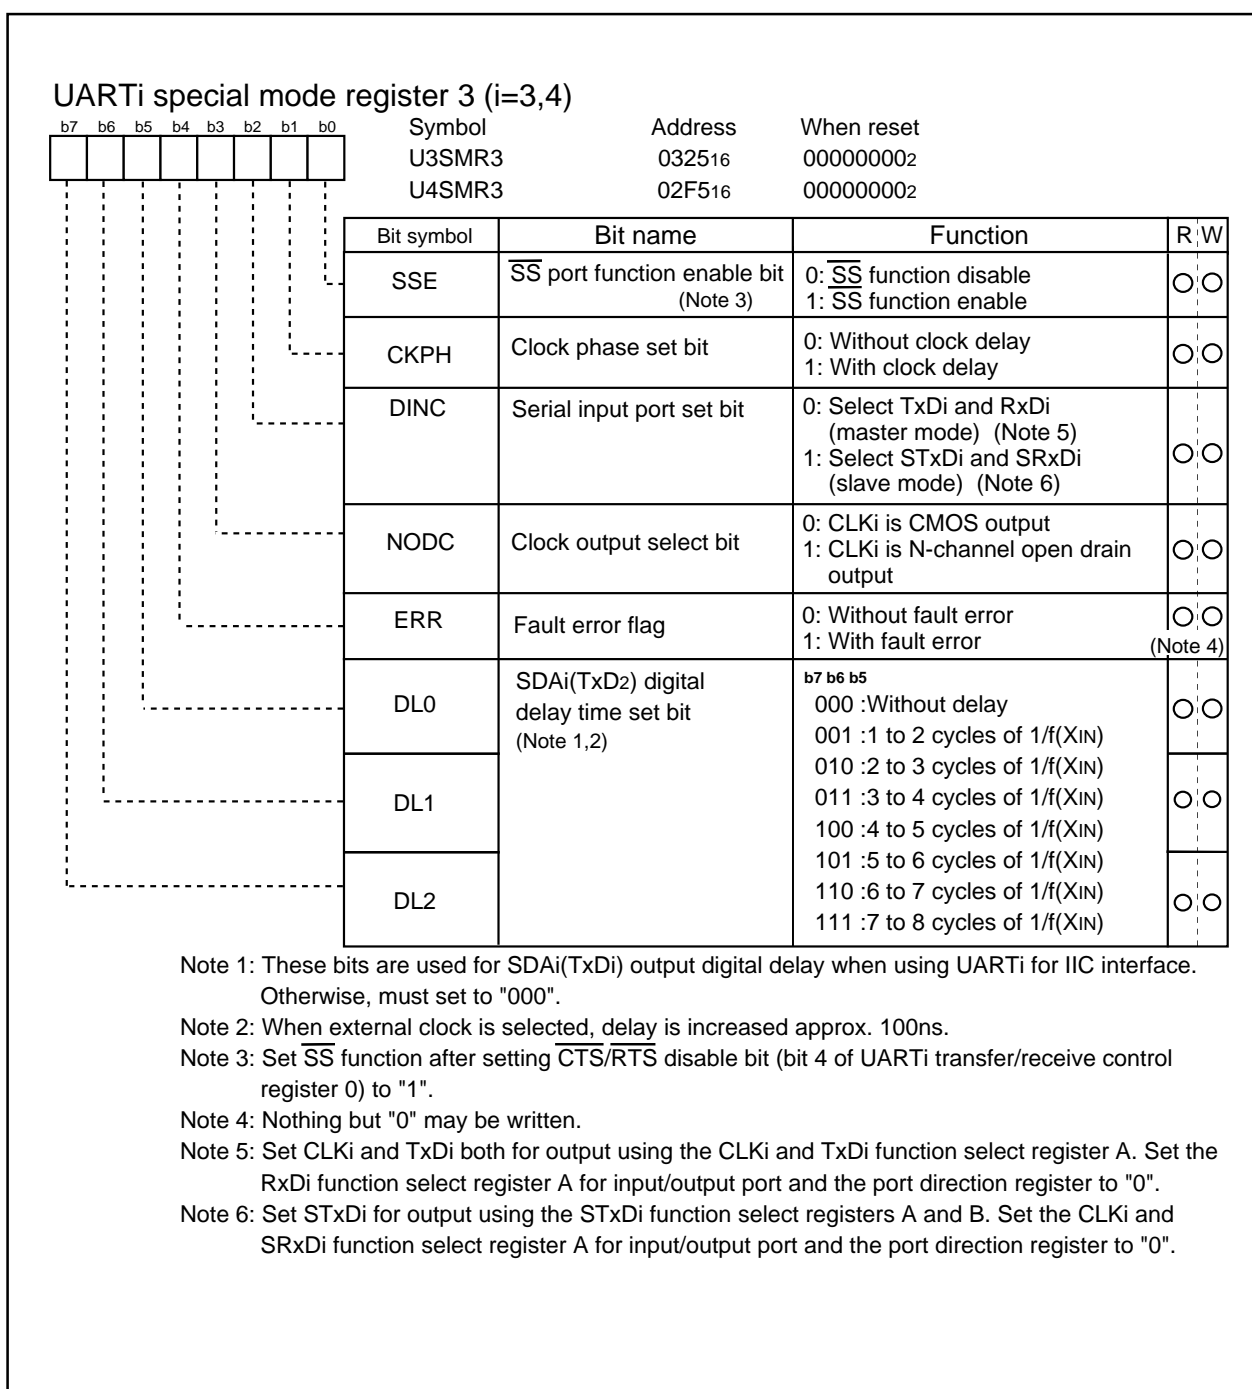 UARTi special mode register 3 (i=3,4)
b7 b6 b5 b4 b3 b2 b1 b0
Symbol Address When reset
U3SMR3 032516 000000002
U4SMR3 02F516 000000002
Bit symbol Bit name Function R W
SSE SS port function enable bit (Note 3)
0: SS function disable
1: SS function enable
CKPH Clock phase set bit
0: Without clock delay
1: With clock delay
DINC Serial input port set bit
0: Select TxDi and RxDi
(master mode) (Note 5)
1: Select STxDi and SRxDi
(slave mode) (Note 6)
NODC Clock output select bit
0: CLKi is CMOS output
1: CLKi is N-channel open drain
output
ERR Fault error flag
0: Without fault error
1: With fault error
(Note 4)
DL0
SDAi(TxD2) digital
delay time set bit
(Note 1,2)
b7 b6 b5
000 :Without delay
001 :1 to 2 cycles of 1/f(XIN)
010 :2 to 3 cycles of 1/f(XIN)
DL1
011 :3 to 4 cycles of 1/f(XIN)
100 :4 to 5 cycles of 1/f(XIN)
101 :5 to 6 cycles of 1/f(XIN)
DL2
110 :6 to 7 cycles of 1/f(XIN)
111 :7 to 8 cycles of 1/f(XIN)
Note 1: These bits are used for SDAi(TxDi) output digital delay when using UARTi for IIC interface.
Otherwise, must set to "000".
Note 2: When external clock is selected, delay is increased approx. 100ns.
Note 3: Set SS function after setting CTS/RTS disable bit (bit 4 of UARTi transfer/receive control
register 0) to "1".
Note 4: Nothing but "0" may be written.
Note 5: Set CLKi and TxDi both for output using the CLKi and TxDi function select register A. Set the
RxDi function select register A for input/output port and the port direction register to "0".
Note 6: Set STxDi for output using the STxDi function select registers A and B. Set the CLKi and
SRxDi function select register A for input/output port and the port direction register to "0".